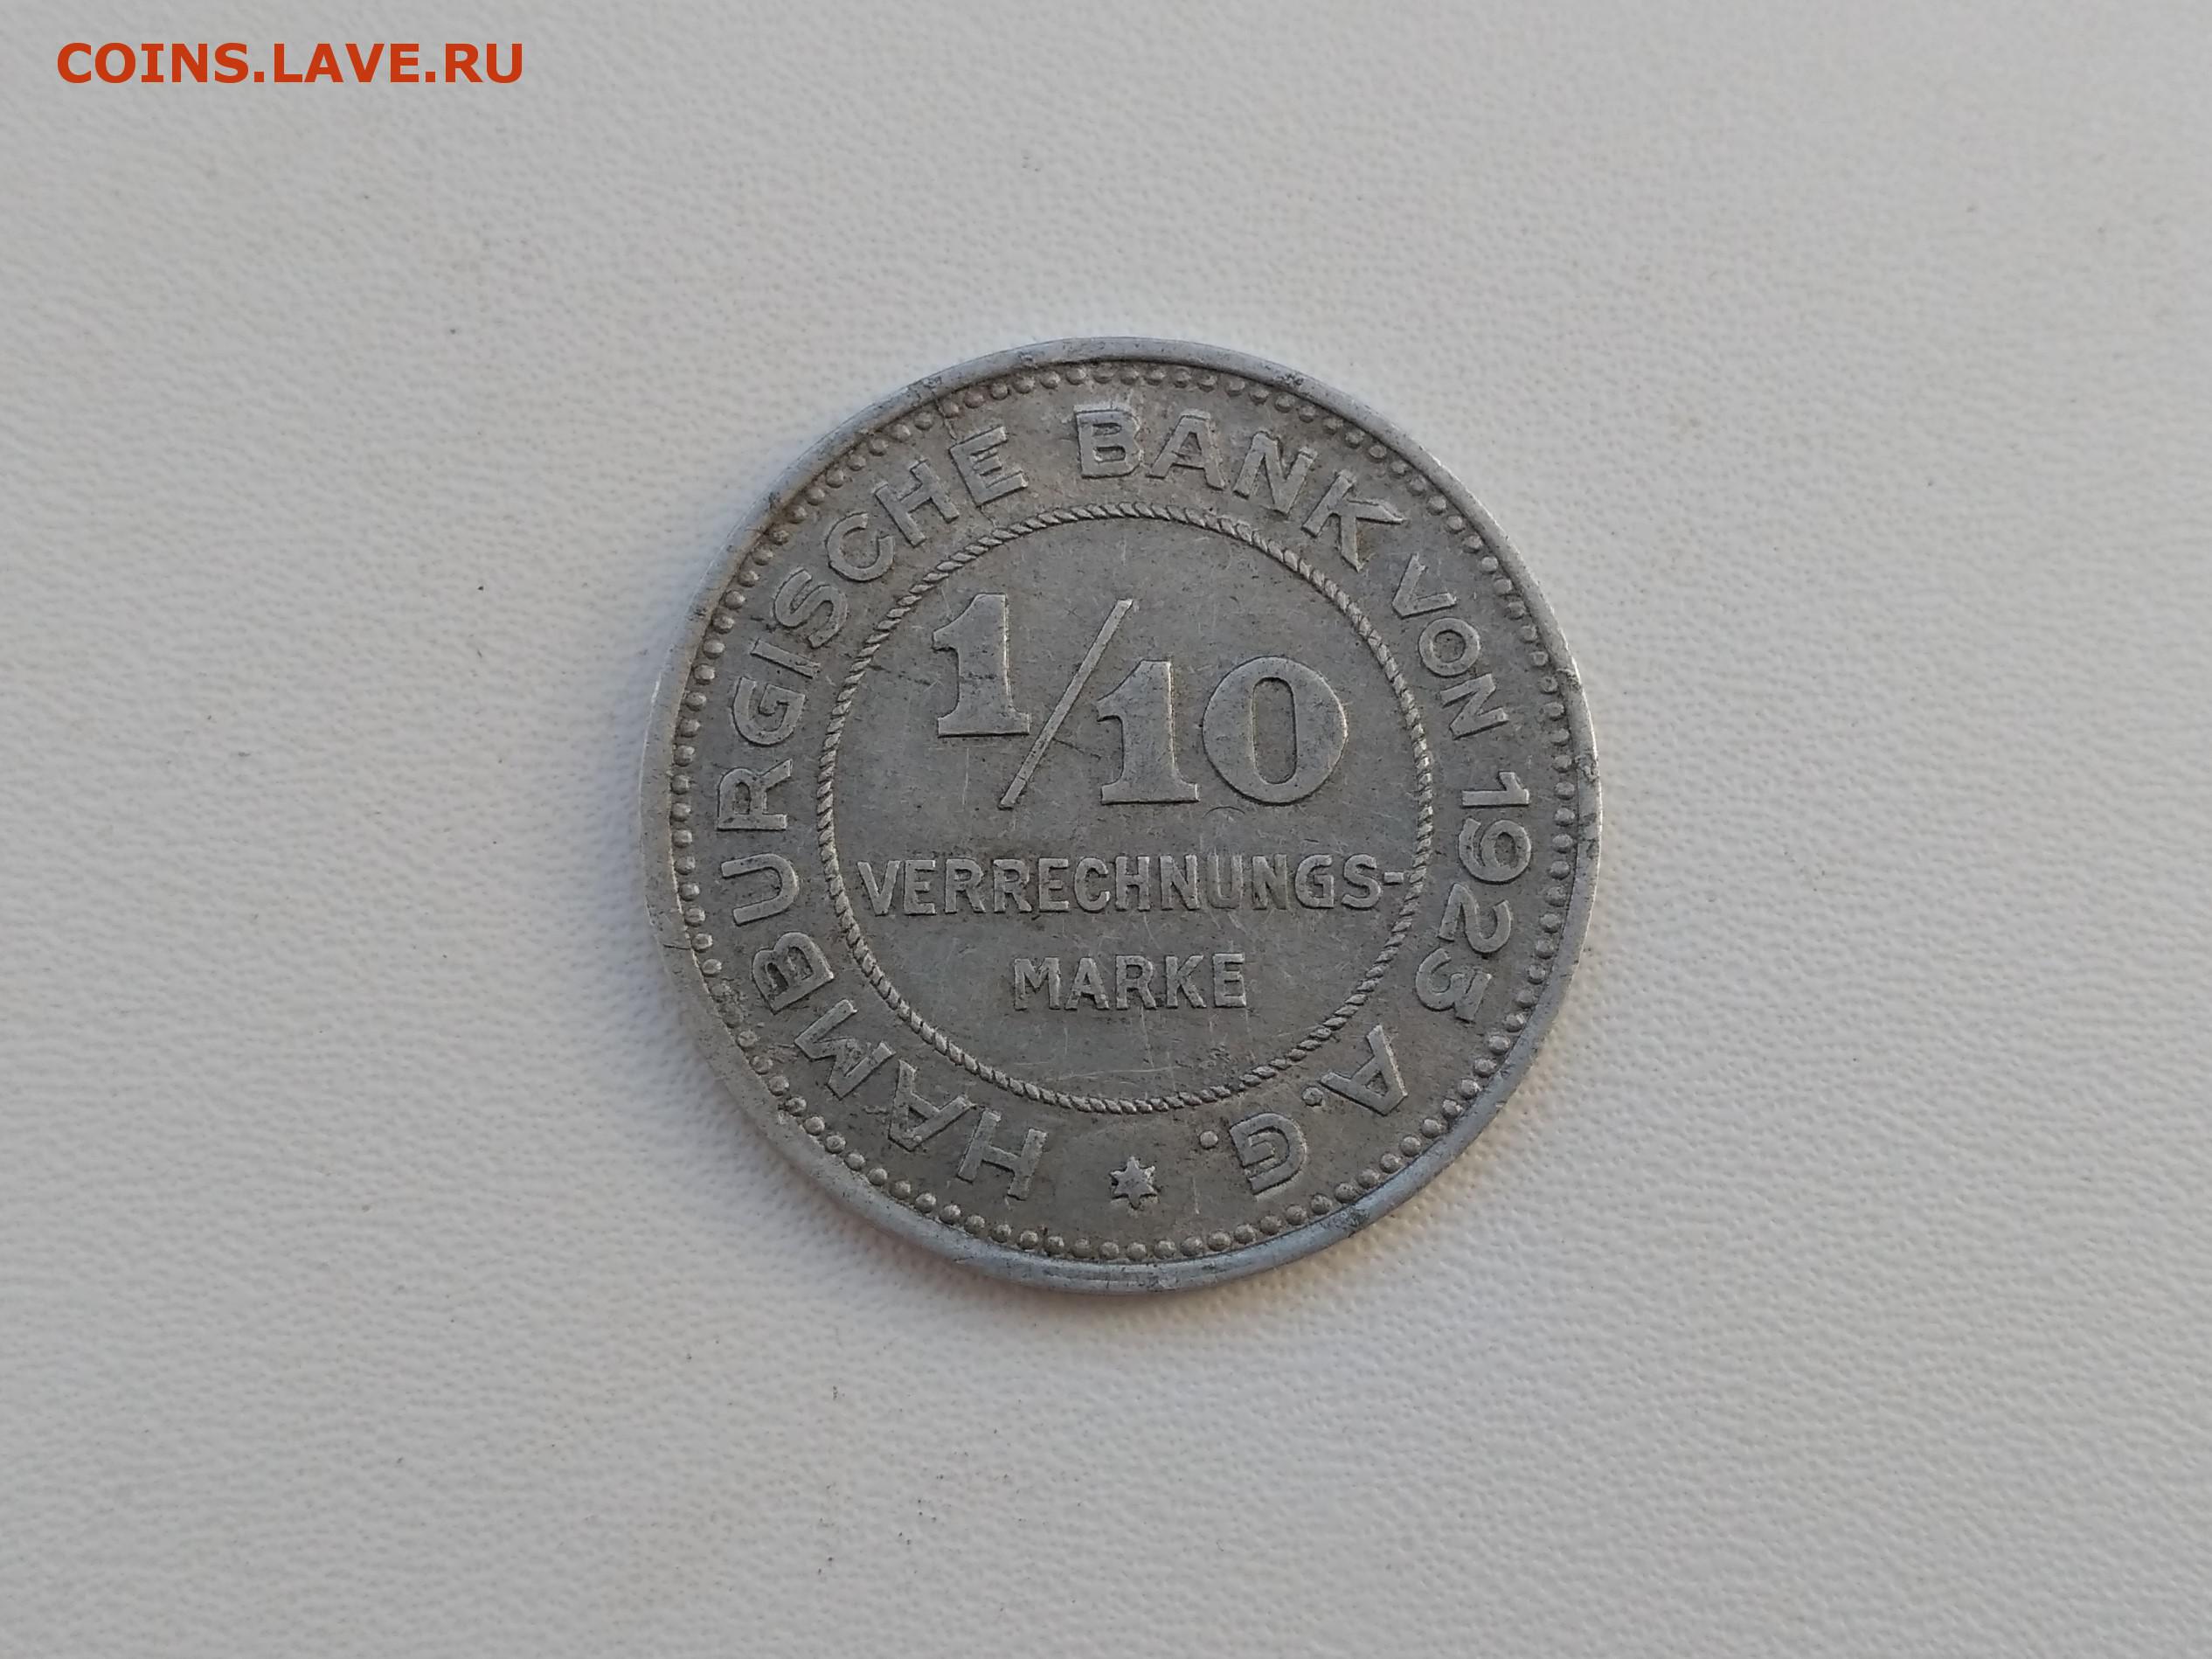 COINS.LAVE.RU
HAMBURGISCHE BANK VON 1923 A.G.
1/10
VERRECHNUNGS-
MARKE